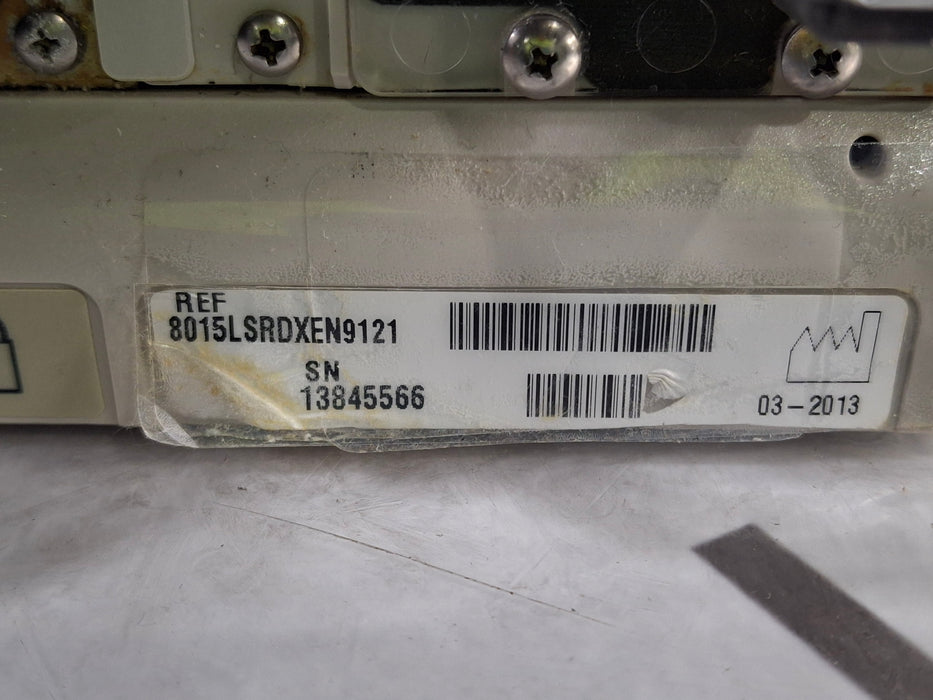 REF
8015LSRDXEN9121
SN
13845566
03-2013